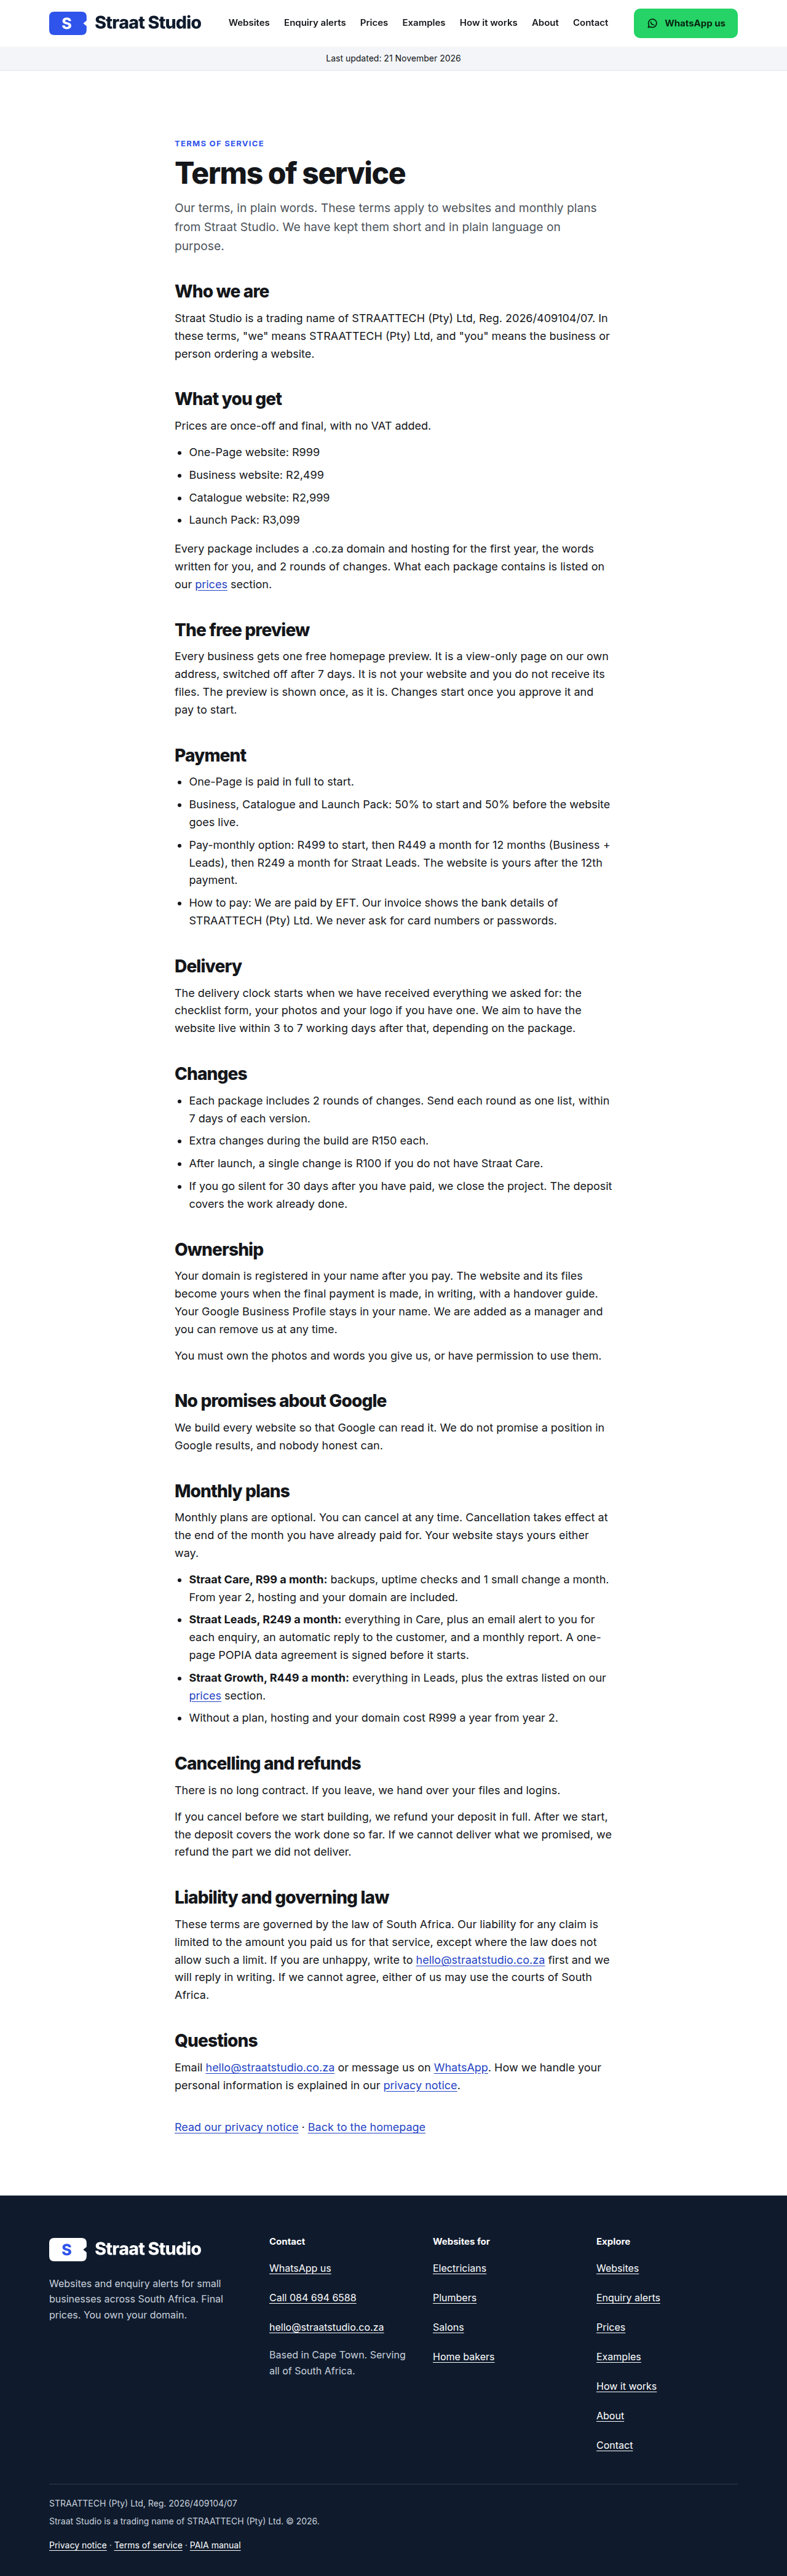 S Straat Studio
Websites Enquiry alerts Prices Examples How it works About Contact WhatsApp us
Last updated: 21 November 2026
TERMS OF SERVICE
Terms of service
Our terms, in plain words. These terms apply to websites and monthly plans
from Straat Studio. We have kept them short and in plain language on
purpose.
Who we are
Straat Studio is a trading name of STRAATTECH (Pty) Ltd, Reg. 2026/409104/07. In
these terms, "we" means STRAATTECH (Pty) Ltd, and "you" means the business or
person ordering a website.
What you get
Prices are once-off and final, with no VAT added.
• One-Page website: R999
• Business website: R2,499
• Catalogue website: R2,999
• Launch Pack: R3,099
Every package includes a .co.za domain and hosting for the first year, the words
written for you, and 2 rounds of changes. What each package contains is listed on
our prices section.
The free preview
Every business gets one free homepage preview. It is a view-only page on our own
address, switched off after 7 days. It is not your website and you do not receive its
files. The preview is shown once, as it is. Changes start once you approve it and
pay to start.
Payment
• One-Page is paid in full to start.
• Business, Catalogue and Launch Pack: 50% to start and 50% before the website
goes live.
• Pay-monthly option: R499 to start, then R449 a month for 12 months (Business +
Leads), then R249 a month for Straat Leads. The website is yours after the 12th
payment.
• How to pay: We are paid by EFT. Our invoice shows the bank details of
STRAATTECH (Pty) Ltd. We never ask for card numbers or passwords.
Delivery
The delivery clock starts when we have received everything we asked for: the
checklist form, your photos and your logo if you have one. We aim to have the
website live within 3 to 7 working days after that, depending on the package.
Changes
• Each package includes 2 rounds of changes. Send each round as one list, within
7 days of each version.
• Extra changes during the build are R150 each.
• After launch, a single change is R100 if you do not have Straat Care.
• If you go silent for 30 days after you have paid, we close the project. The deposit
covers the work already done.
Ownership
Your domain is registered in your name after you pay. The website and its files
become yours when the final payment is made, in writing, with a handover guide.
Your Google Business Profile stays in your name. We are added as a manager and
you can remove us at any time.
You must own the photos and words you give us, or have permission to use them.
No promises about Google
We build every website so that Google can read it. We do not promise a position in
Google results, and nobody honest can.
Monthly plans
Monthly plans are optional. You can cancel at any time. Cancellation takes effect at
the end of the month you have already paid for. Your website stays yours either
way.
• Straat Care, R99 a month: backups, uptime checks and 1 small change a month.
From year 2, hosting and your domain are included.
• Straat Leads, R249 a month: everything in Care, plus an email alert to you for
each enquiry, an automatic reply to the customer, and a monthly report. A one-
page POPIA data agreement is signed before it starts.
• Straat Growth, R449 a month: everything in Leads, plus the extras listed on our
prices section.
• Without a plan, hosting and your domain cost R999 a year from year 2.
Cancelling and refunds
There is no long contract. If you leave, we hand over your files and logins.
If you cancel before we start building, we refund your deposit in full. After we start,
the deposit covers the work done so far. If we cannot deliver what we promised, we
refund the part we did not deliver.
Liability and governing law
These terms are governed by the law of South Africa. Our liability for any claim is
limited to the amount you paid us for that service, except where the law does not
allow such a limit. If you are unhappy, write to hello@straatstudio.co.za first and we
will reply in writing. If we cannot agree, either of us may use the courts of South
Africa.
Questions
Email hello@straatstudio.co.za or message us on WhatsApp. How we handle your
personal information is explained in our privacy notice.
Read our privacy notice · Back to the homepage
S Straat Studio
Websites and enquiry alerts for small
businesses across South Africa. Final
prices. You own your domain.
Contact
WhatsApp us
Call 084 694 6588
hello@straatstudio.co.za
Based in Cape Town. Serving
all of South Africa.
Websites for
Electricians
Plumbers
Salons
Home bakers
Explore
Websites
Enquiry alerts
Prices
Examples
How it works
About
Contact
STRAATTECH (Pty) Ltd, Reg. 2026/409104/07
Straat Studio is a trading name of STRAATTECH (Pty) Ltd. © 2026.
Privacy notice · Terms of service · PAIA manual